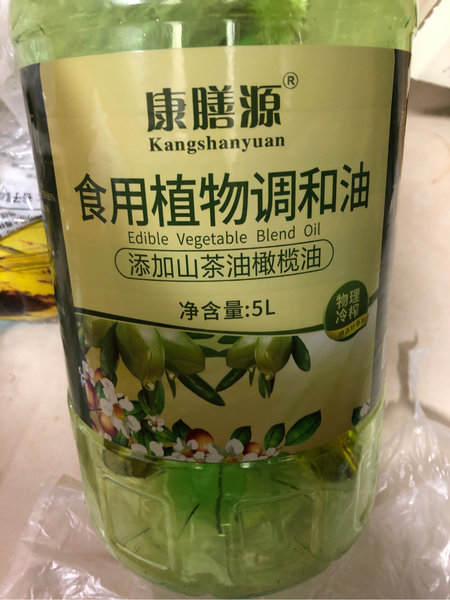 康膳源®
Kangshanyuan
食用植物调和油
Edible Vegetable Blend Oil
添加山茶油橄榄油
净含量:5L
物理
冷榨